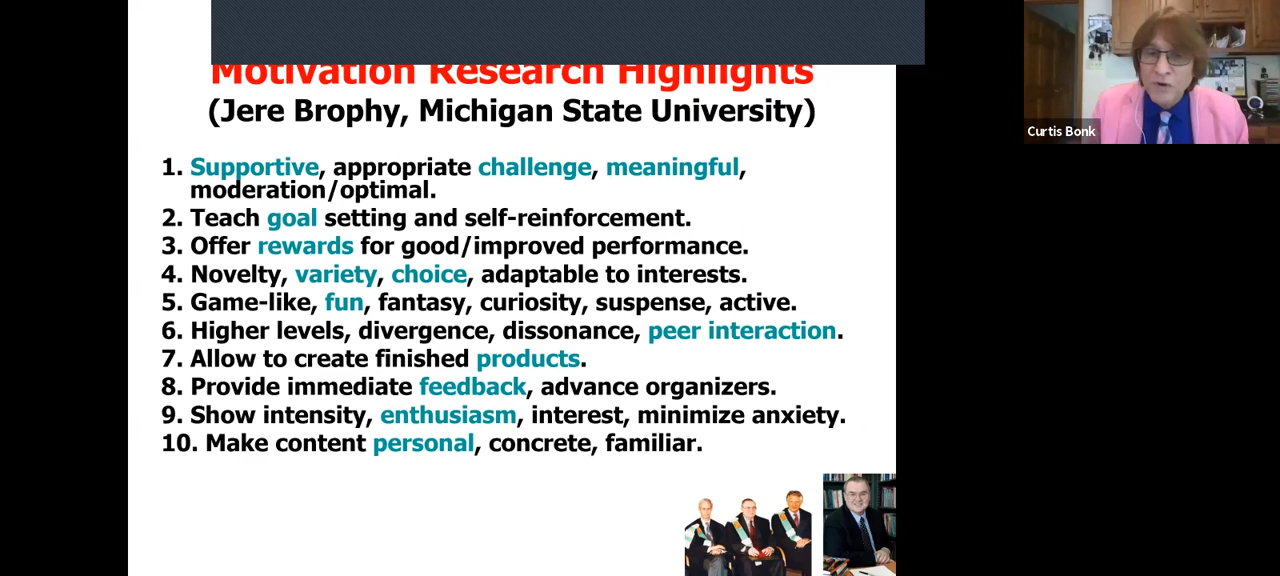 Motivation Research Highlights
(Jere Brophy, Michigan State University)
1. Supportive, appropriate challenge, meaningful,
moderation/optimal.
2. Teach goal setting and self-reinforcement.
3. Offer rewards for good/improved performance.
4. Novelty, variety, choice, adaptable to interests.
5. Game-like, fun, fantasy, curiosity, suspense, active.
6. Higher levels, divergence, dissonance, peer interaction.
7. Allow to create finished products.
8. Provide immediate feedback, advance organizers.
9. Show intensity, enthusiasm, interest, minimize anxiety.
10. Make content personal, concrete, familiar.
Curtis Bonk